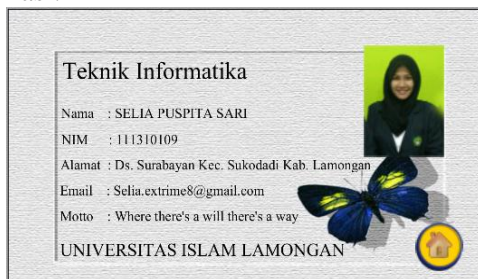 Teknik Informatika
Nama : SELIA PUSPITA SARI
NIM : 111310109
Alamat : Ds. Surabayan Kec. Sukodadi Kab. Lamongan
Email : Selia.extrime8@gmail.com
Motto : Where there's a will there's a way
UNIVERSITAS ISLAM LAMONGAN